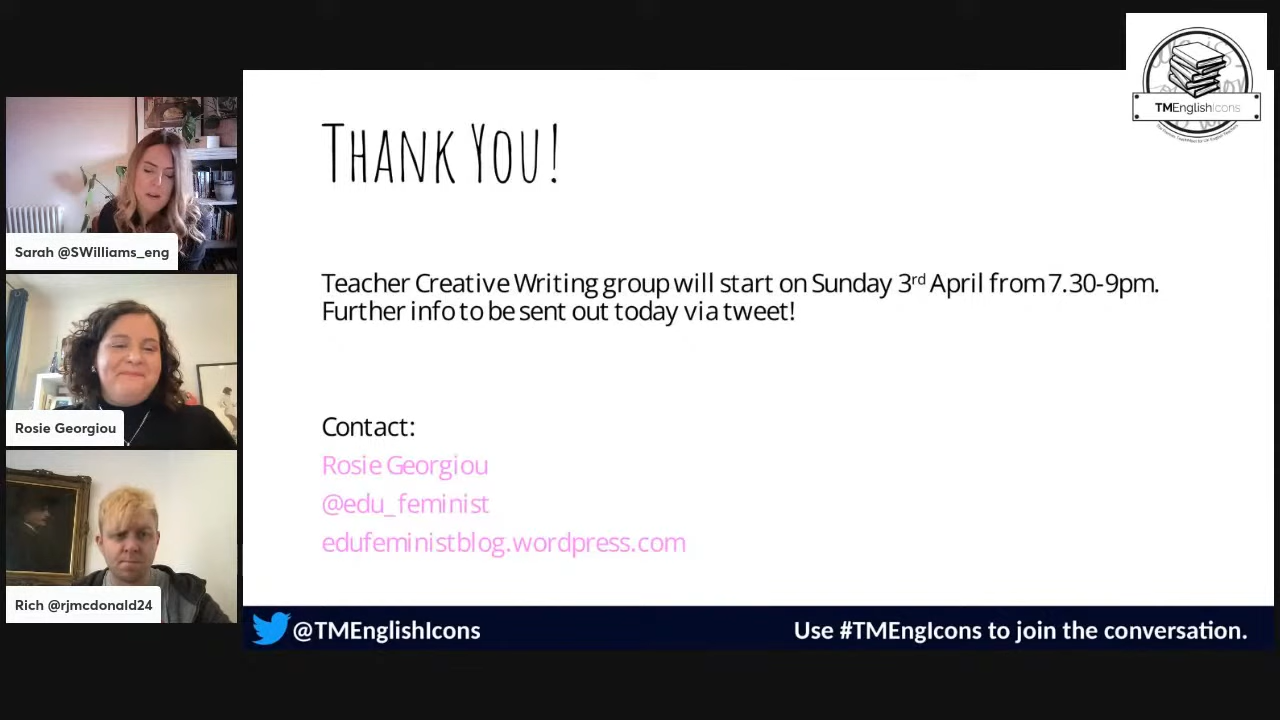 TMEnglishIcons
Thank You!
Teacher Creative Writing group will start on Sunday 3rd April from 7.30-9pm.
Further info to be sent out today via tweet!
Contact:
Rosie Georgiou
@edu_feminist
edufeministblog.wordpress.com
Sarah @SWilliams_eng
Rosie Georgiou
Rich @rjmcdonald24
@TMEnglishIcons
Use #TMEngIcons to join the conversation.